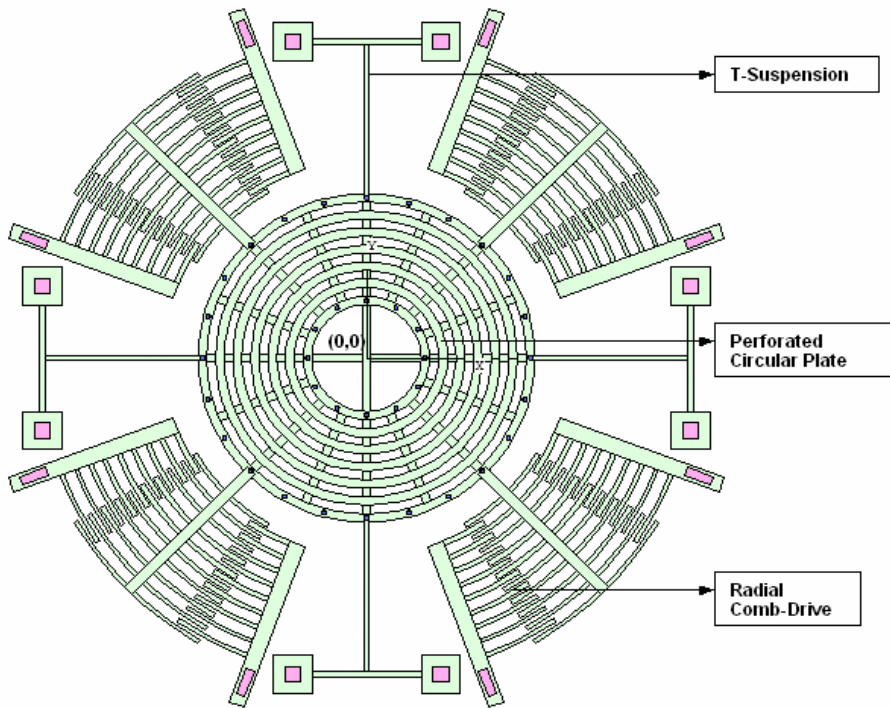 T-Suspension
Y
(0,0)
Perforated
Circular Plate
X
Radial
Comb-Drive